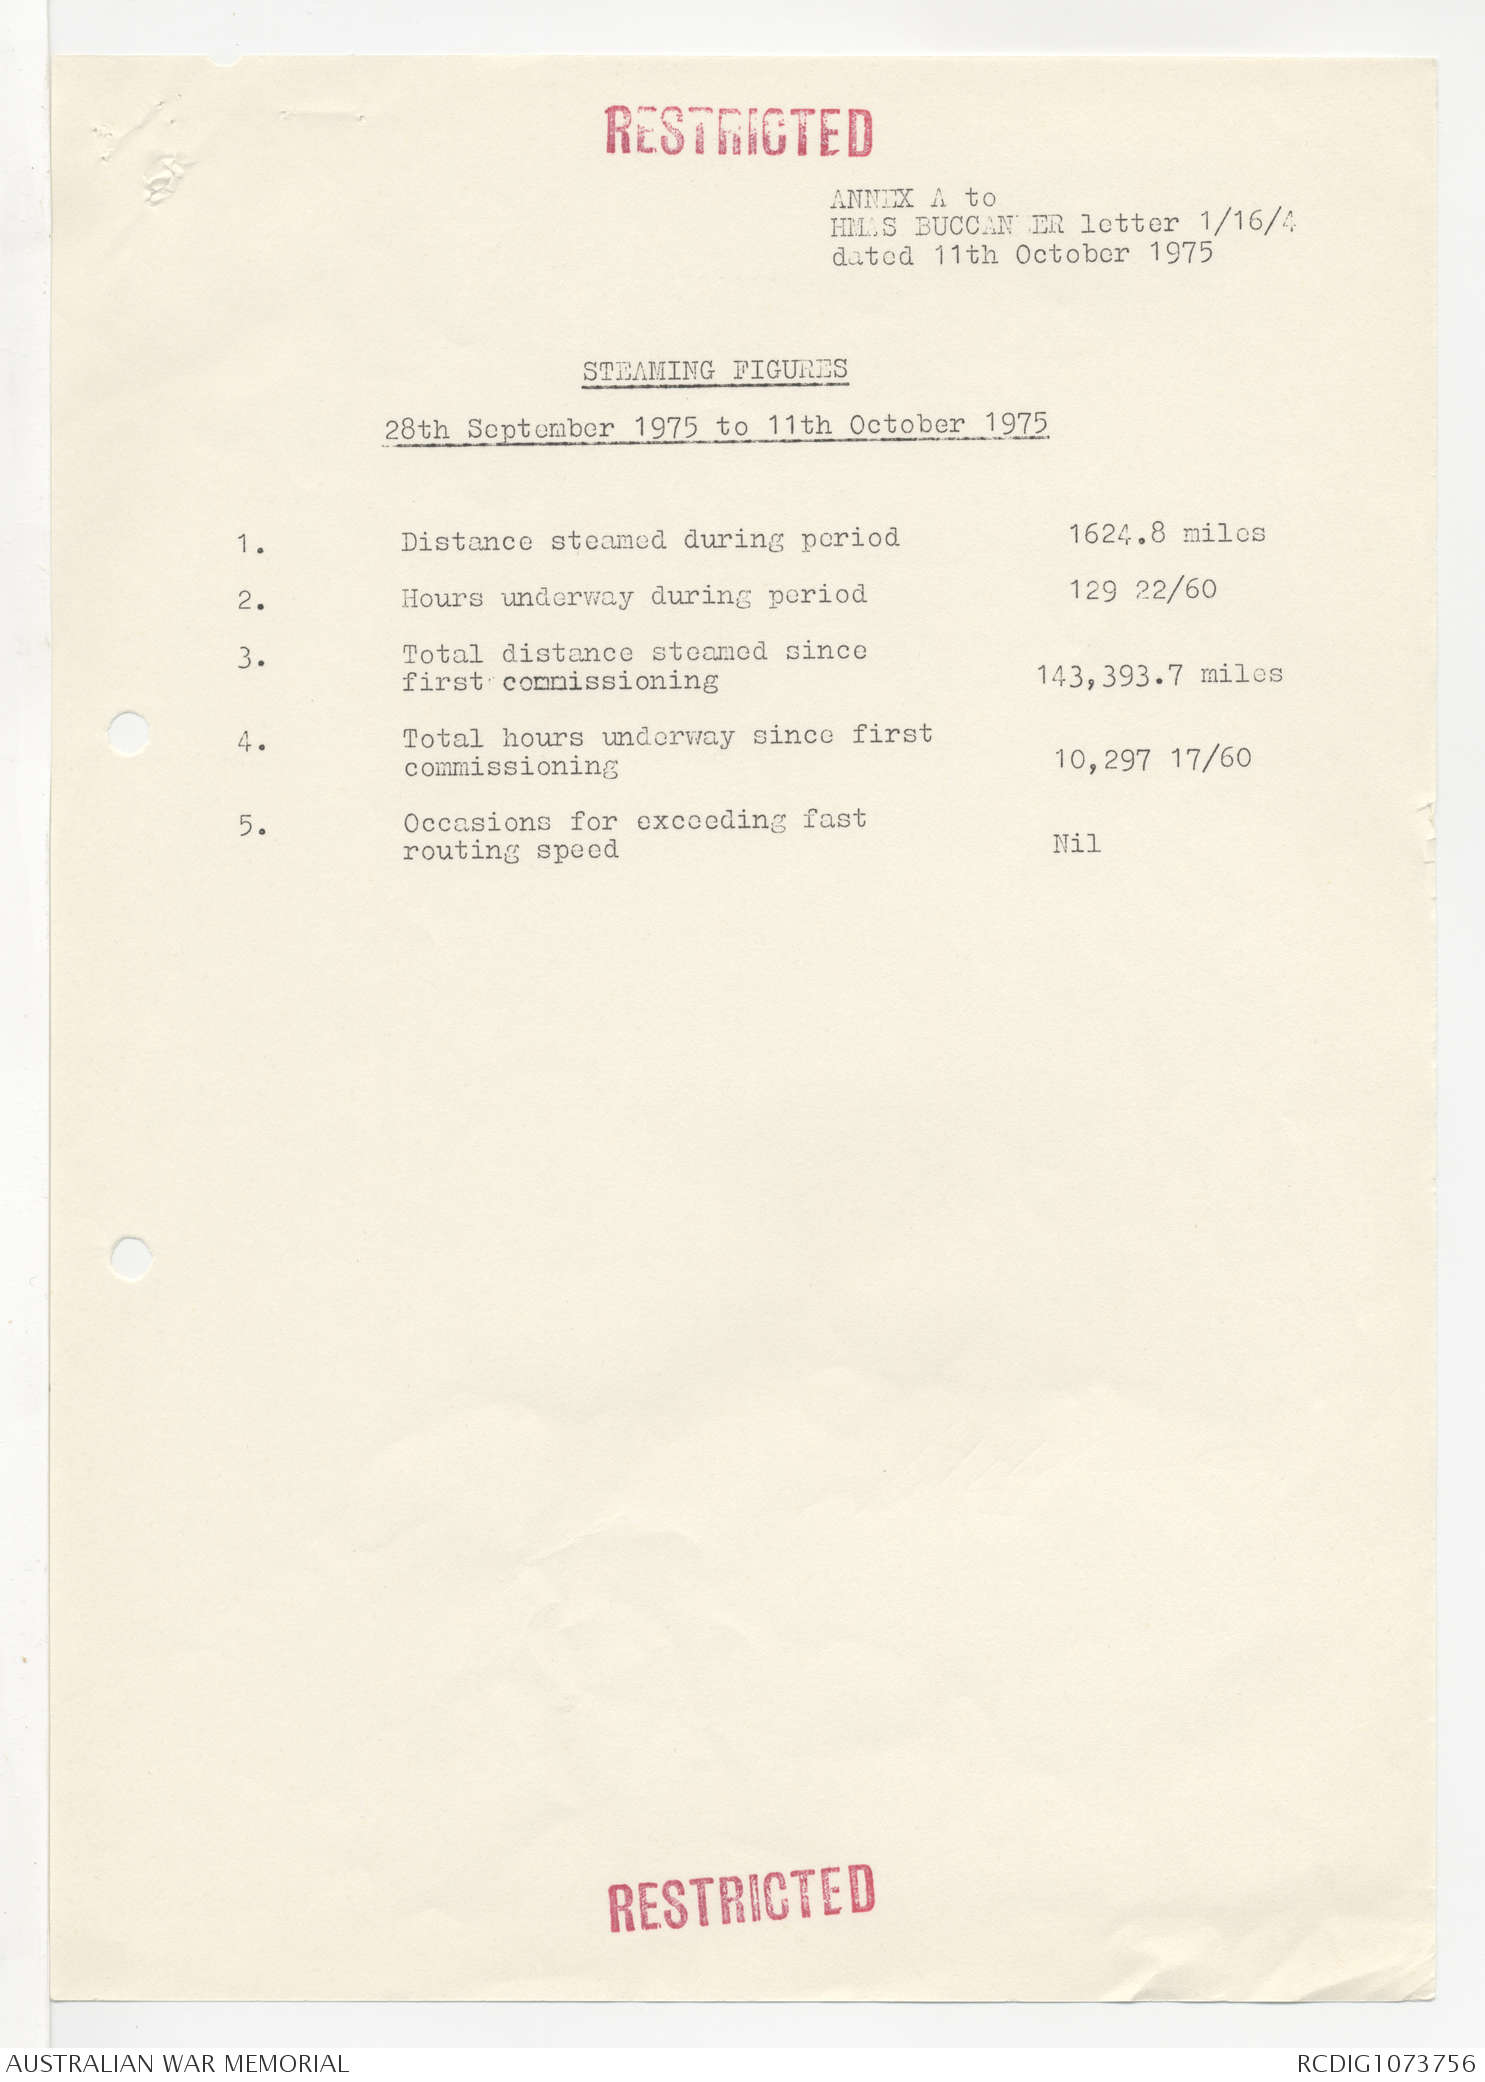 RESTRICTED
ANNEX A to
HMAS BUCCANEER letter 1/16/4
dated 11th October 1975
STEAMING FIGURES
28th September 1975 to 11th October 1975
1. Distance steamed during period 1624.8 miles
2. Hours underway during period 129 22/60
3. Total distance steamed since
first commissioning 143,393.7 miles
4. Total hours underway since first
commissioning 10,297 17/60
5. Occasions for exceeding fast
routing speed Nil
RESTRICTED
AUSTRALIAN WAR MEMORIAL RCDIG1073756